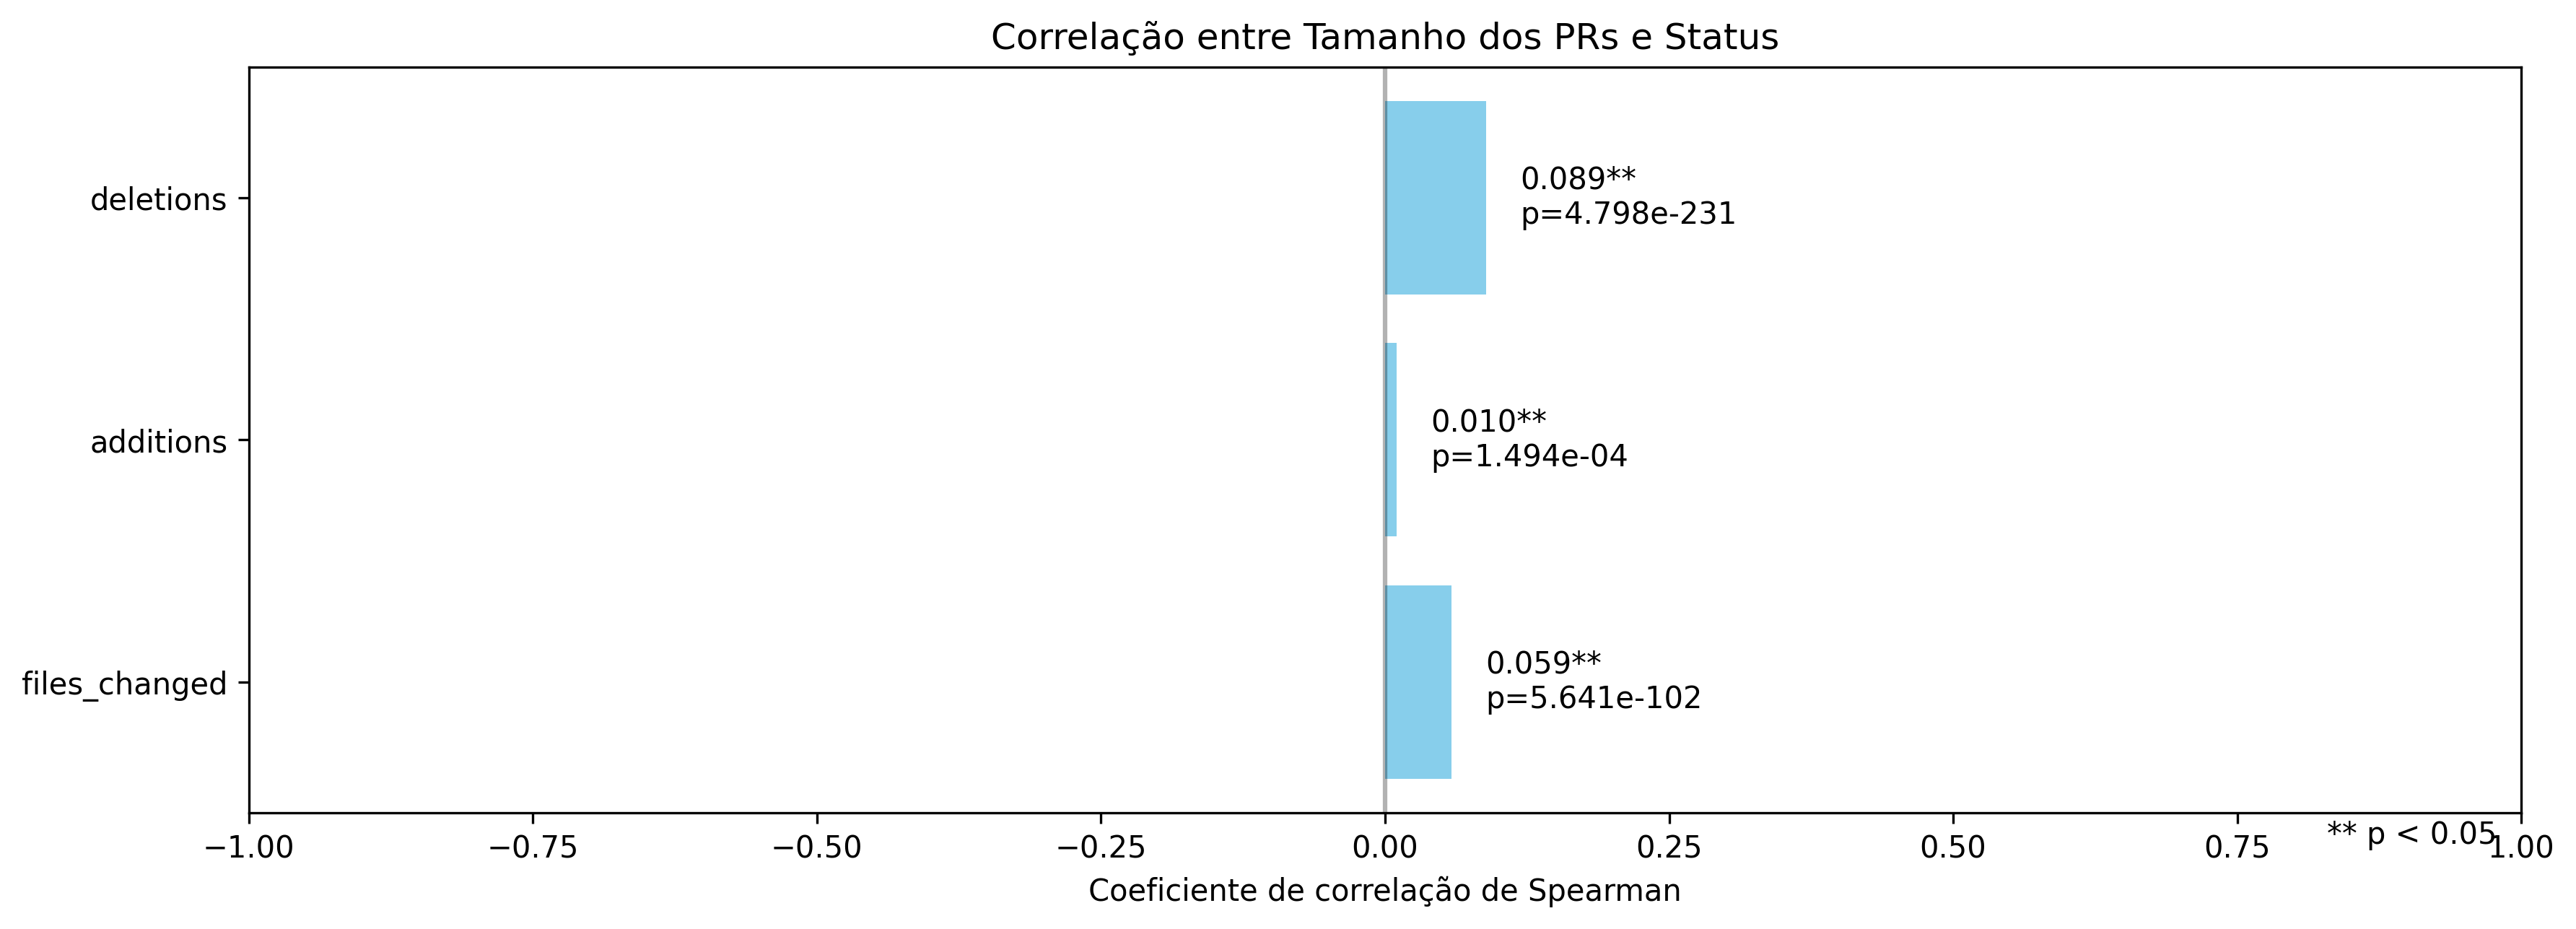 Correlação entre Tamanho dos PRs e Status
deletions
0.089**
p=4.798e-231
additions
0.010**
p=1.494e-04
files_changed
0.059**
p=5.641e-102
−1.00 −0.75 −0.50 −0.25 0.00 0.25 0.50 0.75 1.00
** p < 0.05
Coeficiente de correlação de Spearman